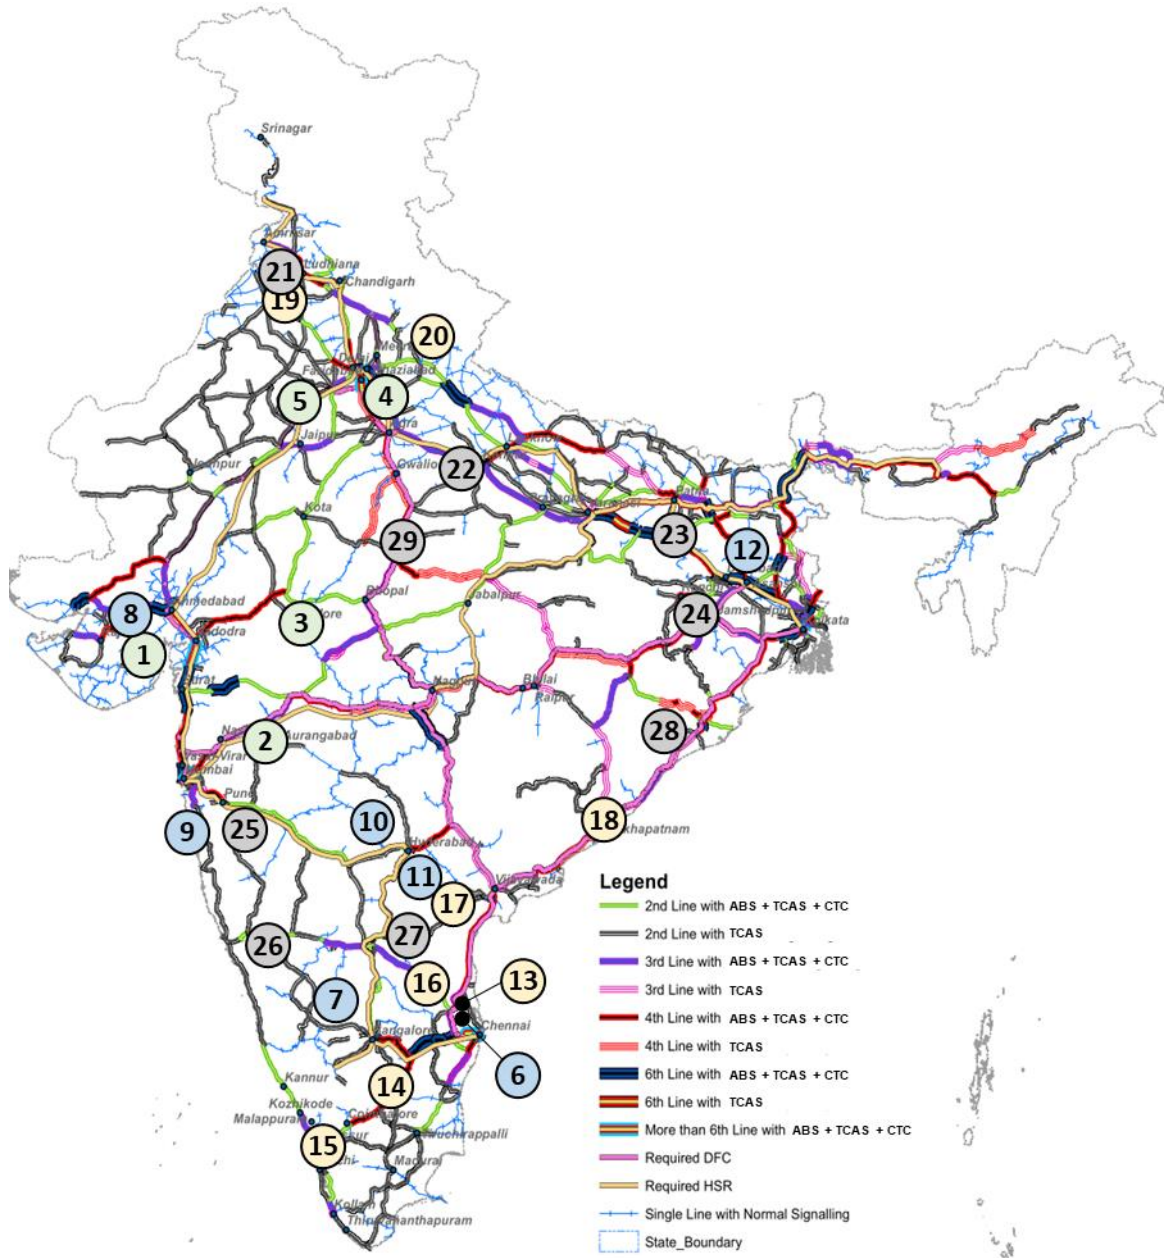 Srinagar
Amritsar
Ludhiana
21
Chandigarh
19
20
Meerut
Delhi
Ghaziabad
5
4
Agra
Jaipur
22
Gwalior
Jodhpur
Kota
Patna
29
23
12
Bhopal
Jabalpur
8
Ahmedabad
3
24
Jamshedpur
Kolkata
1
Vadodra
Surat
Nagpur
Bhilai
Raipur
28
2
Aurangabad
Vasai Virar
Mumbai
Pune
9
25
10
18
Hyderabad
11
Vijayawada
17
26
27
16
13
7
Bangalore
Chennai
6
14
Kannur
Kozhikode
Malappuram
Coimbatore
15
Tiruchirappalli
Madurai
Kollam
Thiruvananthapuram
Legend
2nd Line with ABS + TCAS + CTC
2nd Line with TCAS
3rd Line with ABS + TCAS + CTC
3rd Line with TCAS
4th Line with ABS + TCAS + CTC
4th Line with TCAS
6th Line with ABS + TCAS + CTC
6th Line with TCAS
More than 6th Line with ABS + TCAS + CTC
Required DFC
Required HSR
Single Line with Normal Signalling
State_Boundary